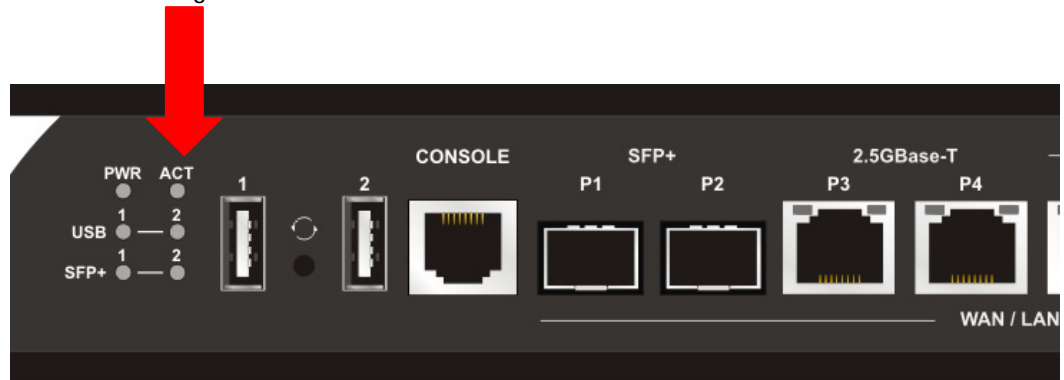 CONSOLE SFP+ 2.5GBase-T
PWR ACT 1 2 P1 P2 P3 P4
1 2
USB
1 2
SFP+
WAN / LAN